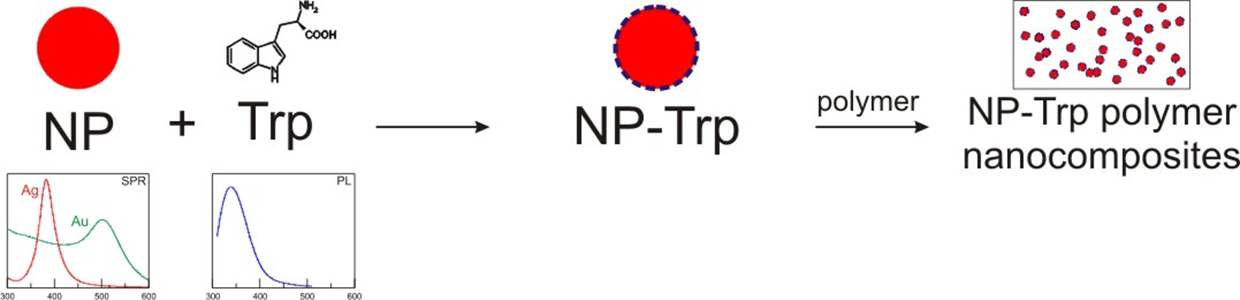 NH₂
COOH
N
H
NP + Trp
NP-Trp
polymer
NP-Trp polymer
nanocomposites
SPR
Ag
Au
300 400 500 600
PL
300 400 500 600